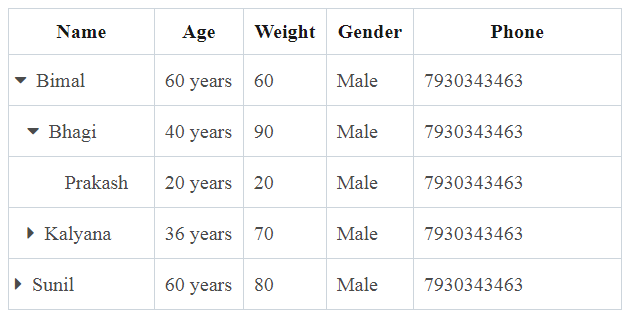 Name Age Weight Gender Phone
Bimal 60 years 60 Male 7930343463
Bhagi 40 years 90 Male 7930343463
Prakash 20 years 20 Male 7930343463
Kalyana 36 years 70 Male 7930343463
Sunil 60 years 80 Male 7930343463